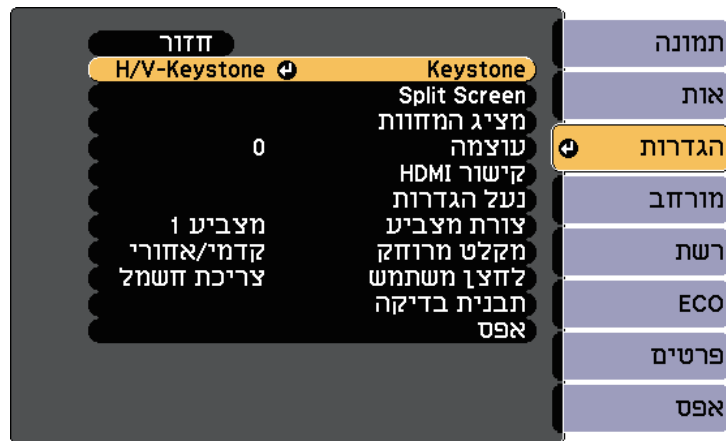 תמונה
אות
הגדרות
מורחב
רשת
ECO
פרטים
אפס
חזור
Keystone H/V-Keystone
Split Screen
מציג המחוות
עוצמה 0
קישור HDMI
נעל הגדרות
צורת מצביע מצביע 1
מקלט מרוחק קדמי/אחורי
לחצן משתמש צריכת חשמל
תבנית בדיקה
אפס